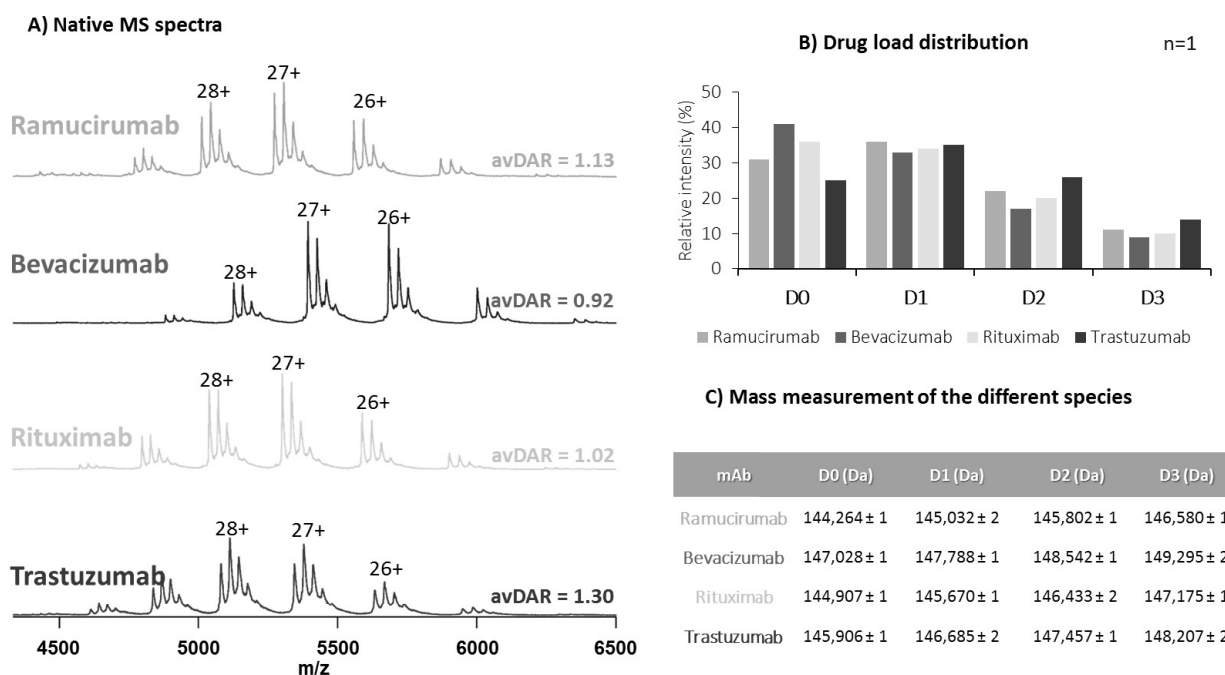 A) Native MS spectra
28+
27+
26+
Ramucirumab
avDAR = 1.13
27+
26+
28+
Bevacizumab
avDAR = 0.92
28+
27+
26+
Rituximab
avDAR = 1.02
28+
27+
26+
Trastuzumab
avDAR = 1.30
4500 5000 5500 6000 6500
m/z
B) Drug load distribution n=1
Relative intensity (%)
50
40
30
20
10
0
D0 D1 D2 D3
Ramucirumab Bevacizumab Rituximab Trastuzumab
C) Mass measurement of the different species
mAb D0 (Da) D1 (Da) D2 (Da) D3 (Da)
Ramucirumab 144,264 ± 1 145,032 ± 2 145,802 ± 1 146,580 ± 1
Bevacizumab 147,028 ± 1 147,788 ± 1 148,542 ± 1 149,295 ± 2
Rituximab 144,907 ± 1 145,670 ± 1 146,433 ± 2 147,175 ± 1
Trastuzumab 145,906 ± 1 146,685 ± 2 147,457 ± 1 148,207 ± 2